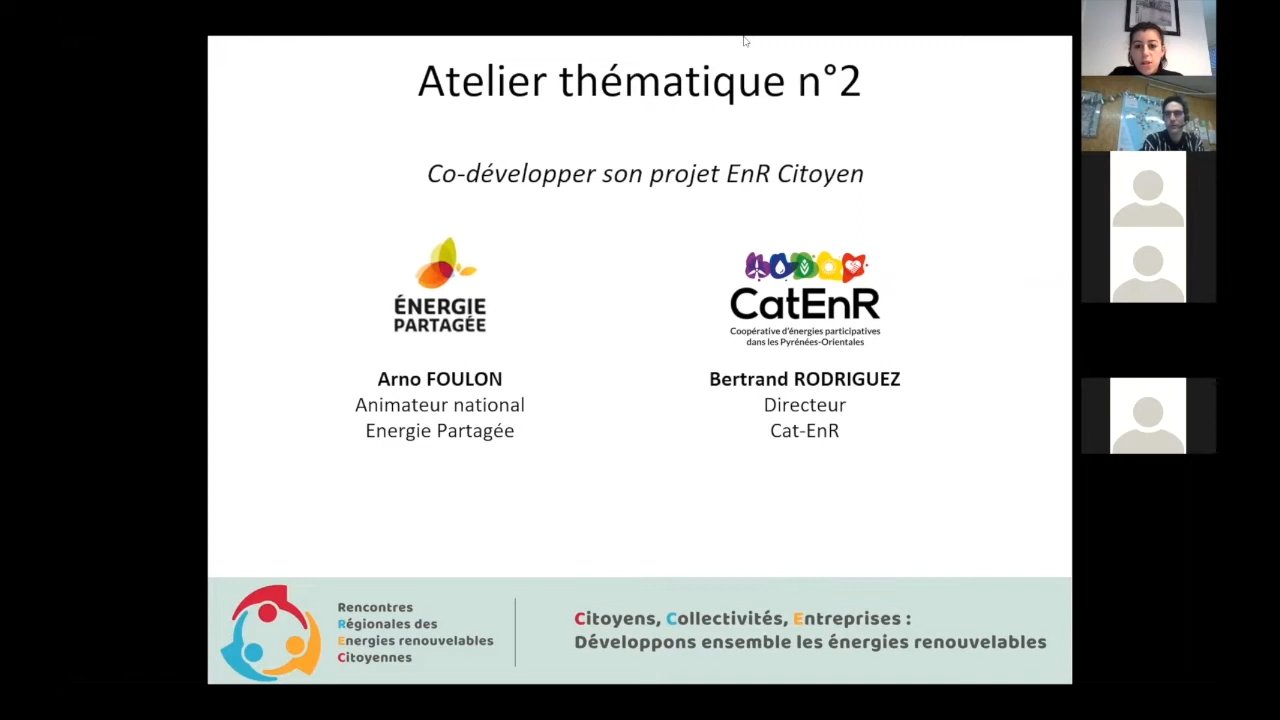 Atelier thématique n°2
Co-développer son projet EnR Citoyen
ÉNERGIE
PARTAGÉE
CatEnR
Coopérative d'énergies participatives
dans les Pyrénées-Orientales
Arno FOULON
Animateur national
Energie Partagée
Bertrand RODRIGUEZ
Directeur
Cat-EnR
Rencontres
Régionales des
Energies renouvelables
Citoyennes
Citoyens, Collectivités, Entreprises :
Développons ensemble les énergies renouvelables